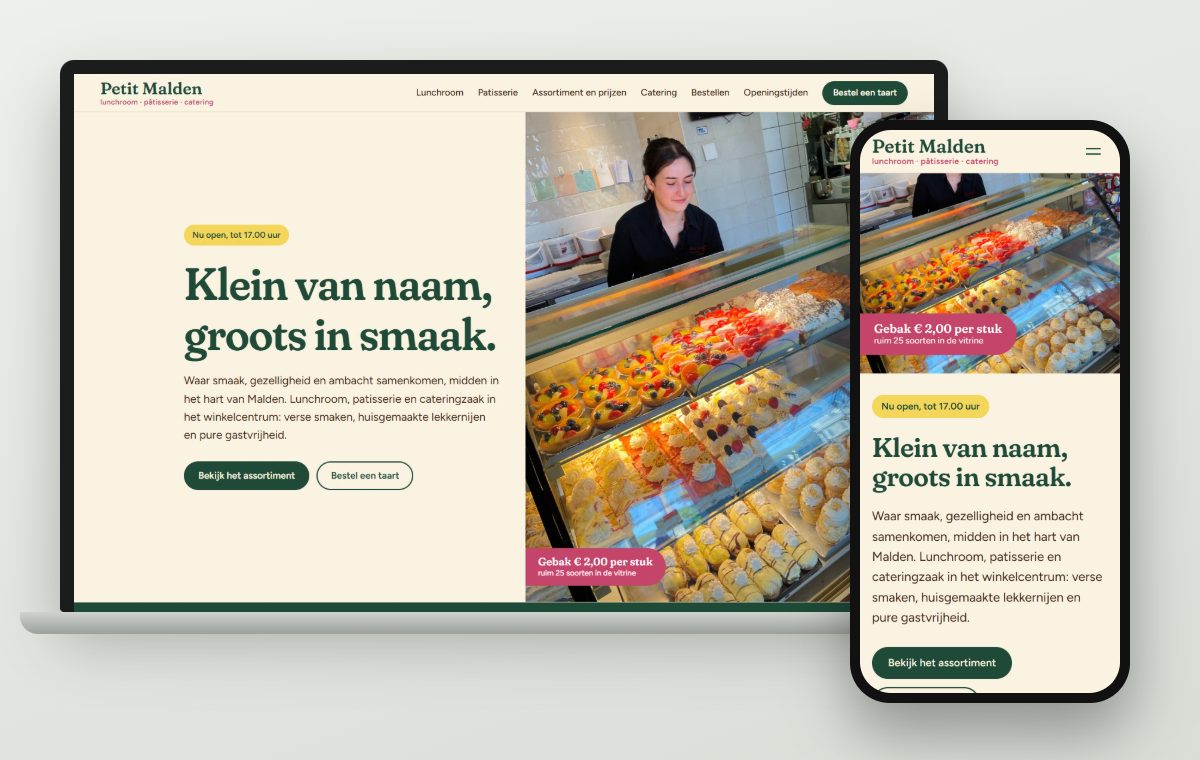 Petit Malden
lunchroom · pâtisserie · catering
Lunchroom Patisserie Assortiment en prijzen Catering Bestellen Openingstijden Bestel een taart
Nu open, tot 17.00 uur
Klein van naam,
groots in smaak.
Waar smaak, gezelligheid en ambacht samenkomen, midden in
het hart van Malden. Lunchroom, patisserie en cateringzaak in
het winkelcentrum: verse smaken, huisgemaakte lekkernijen
en pure gastvrijheid.
Bekijk het assortiment Bestel een taart
Gebak € 2,00 per stuk
ruim 25 soorten in de vitrine
Petit Malden
lunchroom · pâtisserie · catering
Gebak € 2,00 per stuk
ruim 25 soorten in de vitrine
Nu open, tot 17.00 uur
Klein van naam,
groots in smaak.
Waar smaak, gezelligheid en ambacht
samenkomen, midden in het hart van
Malden. Lunchroom, patisserie en
cateringzaak in het winkelcentrum: verse
smaken, huisgemaakte lekkernijen en
pure gastvrijheid.
Bekijk het assortiment